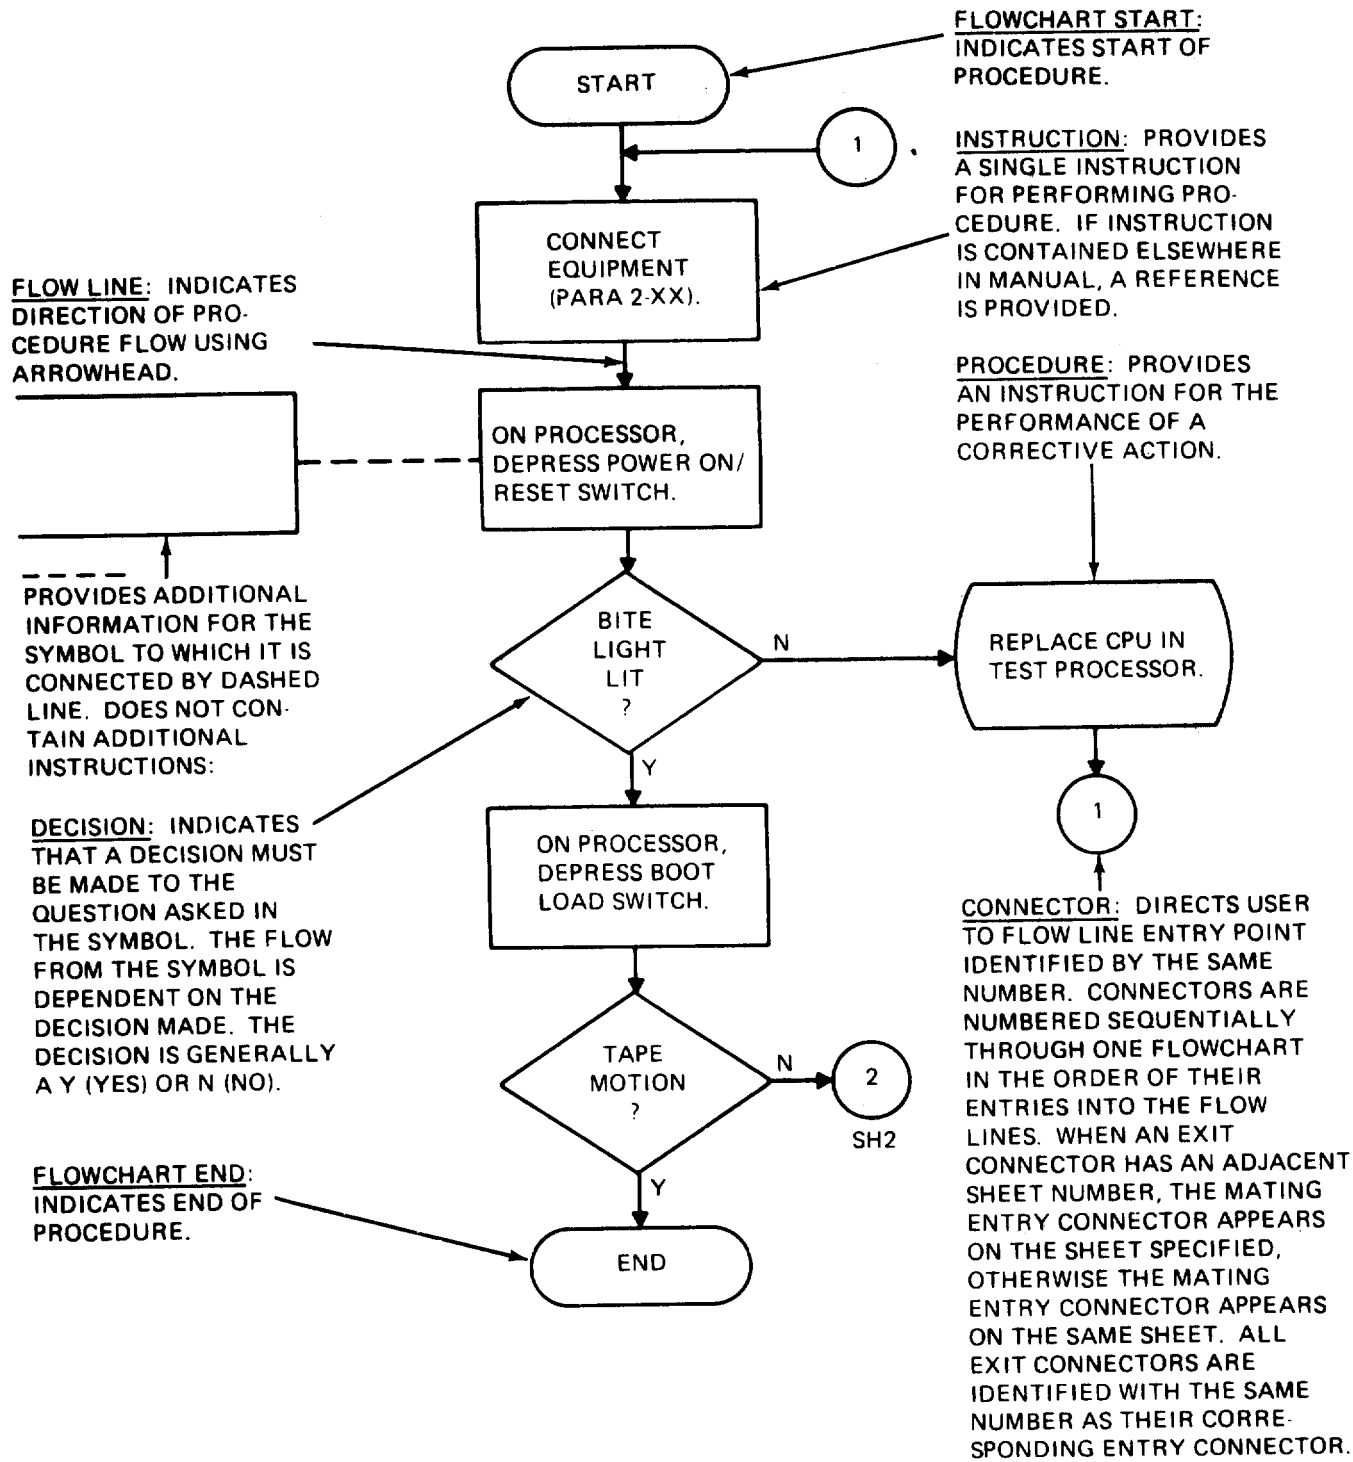 FLOWCHART START:
INDICATES START OF
PROCEDURE.
START
1
INSTRUCTION: PROVIDES
A SINGLE INSTRUCTION
FOR PERFORMING PRO-
CEDURE. IF INSTRUCTION
IS CONTAINED ELSEWHERE
IN MANUAL, A REFERENCE
IS PROVIDED.
CONNECT
EQUIPMENT
(PARA 2-XX).
FLOW LINE: INDICATES
DIRECTION OF PRO-
CEDURE FLOW USING
ARROWHEAD.
PROCEDURE: PROVIDES
AN INSTRUCTION FOR THE
PERFORMANCE OF A
CORRECTIVE ACTION.
ON PROCESSOR,
DEPRESS POWER ON/
RESET SWITCH.
PROVIDES ADDITIONAL
INFORMATION FOR THE
SYMBOL TO WHICH IT IS
CONNECTED BY DASHED
LINE. DOES NOT CON-
TAIN ADDITIONAL
INSTRUCTIONS:
BITE
LIGHT
LIT
?
N
Y
REPLACE CPU IN
TEST PROCESSOR.
1
DECISION: INDICATES
THAT A DECISION MUST
BE MADE TO THE
QUESTION ASKED IN
THE SYMBOL. THE FLOW
FROM THE SYMBOL IS
DEPENDENT ON THE
DECISION MADE. THE
DECISION IS GENERALLY
A Y (YES) OR N (NO).
ON PROCESSOR,
DEPRESS BOOT
LOAD SWITCH.
CONNECTOR: DIRECTS USER
TO FLOW LINE ENTRY POINT
IDENTIFIED BY THE SAME
NUMBER. CONNECTORS ARE
NUMBERED SEQUENTIALLY
THROUGH ONE FLOWCHART
IN THE ORDER OF THEIR
ENTRIES INTO THE FLOW
LINES. WHEN AN EXIT
CONNECTOR HAS AN ADJACENT
SHEET NUMBER, THE MATING
ENTRY CONNECTOR APPEARS
ON THE SHEET SPECIFIED,
OTHERWISE THE MATING
ENTRY CONNECTOR APPEARS
ON THE SAME SHEET. ALL
EXIT CONNECTORS ARE
IDENTIFIED WITH THE SAME
NUMBER AS THEIR CORRE-
SPONDING ENTRY CONNECTOR.
TAPE
MOTION
?
N
2
SH2
Y
FLOWCHART END:
INDICATES END OF
PROCEDURE.
END